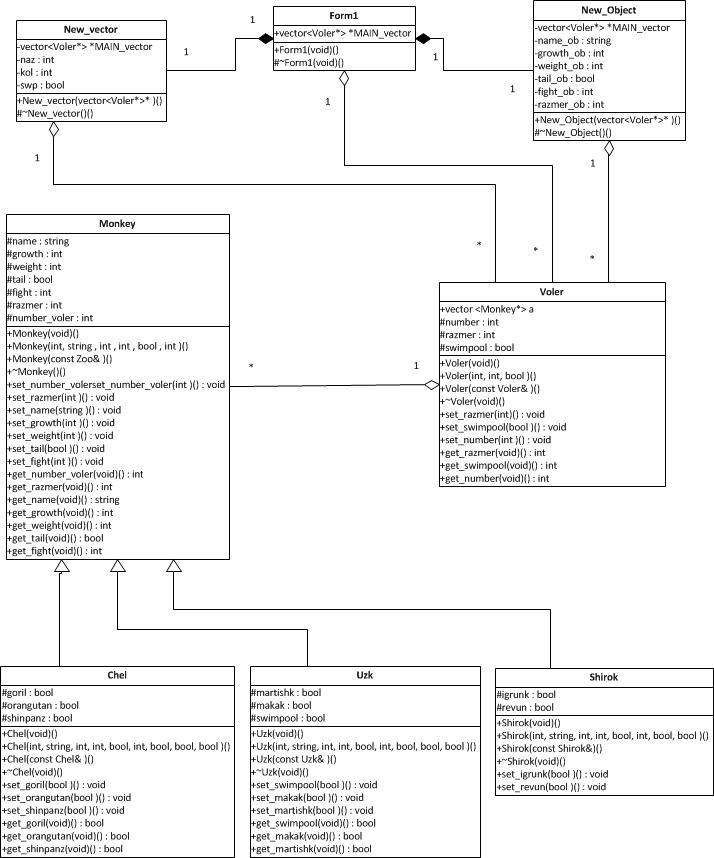 New_vector
-vector<Voler*> *MAIN_vector
-naz : int
-kol : int
-swp : bool
+New_vector(vector<Voler*>* )()
#~New_vector()()
1
1
Form1
+vector<Voler*> *MAIN_vector
+Form1(void)()
#~Form1(void)()
1
1
1
New_Object
-vector<Voler*> *MAIN_vector
-name_ob : string
-growth_ob : int
-weight_ob : int
-tail_ob : bool
-fight_ob : int
-razmer_ob : int
+New_Object(vector<Voler*>* )()
#~New_Object()()
1
1
*
*
*
Monkey
#name : string
#growth : int
#weight : int
#tail : bool
#fight : int
#razmer : int
#number_voler : int
+Monkey(void)()
+Monkey(int, string , int , int , bool , int )()
+Monkey(const Zoo& )()
+~Monkey()()
+set_number_volerset_number_voler(int )() : void
+set_razmer(int )() : void
+set_name(string )() : void
+set_growth(int )() : void
+set_weight(int )() : void
+set_tail(bool )() : void
+set_fight(int )() : void
+get_number_voler(void)() : int
+get_razmer(void)() : int
+get_name(void)() : string
+get_growth(void)() : int
+get_weight(void)() : int
+get_tail(void)() : bool
+get_fight(void)() : int
*
1
Voler
+vector <Monkey*> a
#number : int
#razmer : int
#swimpool : bool
+Voler(void)()
+Voler(int, int, bool )()
+Voler(const Voler& )()
+~Voler(void)()
+set_razmer(int)() : void
+set_swimpool(bool )() : void
+set_number(int )() : void
+get_razmer(void)() : int
+get_swimpool(void)() : int
+get_number(void)() : int
Chel
#goril : bool
#orangutan : bool
#shinpanz : bool
+Chel(void)()
+Chel(int, string, int, int, bool, int, bool, bool, bool )()
+Chel(const Chel& )()
+~Chel(void)()
+set_goril(bool )() : void
+set_orangutan(bool )() : void
+set_shinpanz(bool )() : void
+get_goril(void)() : bool
+get_orangutan(void)() : bool
+get_shinpanz(void)() : bool
Uzk
#martishk : bool
#makak : bool
#swimpool : bool
+Uzk(void)()
+Uzk(int, string, int, int, bool, int, bool, bool, bool )()
+Uzk(const Uzk& )()
+~Uzk(void)()
+set_swimpool(bool )() : void
+set_makak(bool )() : void
+set_martishk(bool )() : void
+get_swimpool(void)() : bool
+get_makak(void)() : bool
+get_martishk(void)() : bool
Shirok
#igrunk : bool
#revun : bool
+Shirok(void)()
+Shirok(int, string, int, int, bool, int, bool, bool )()
+Shirok(const Shirok&)()
+~Shirok(void)()
+set_igrunk(bool )() : void
+set_revun(bool )() : void